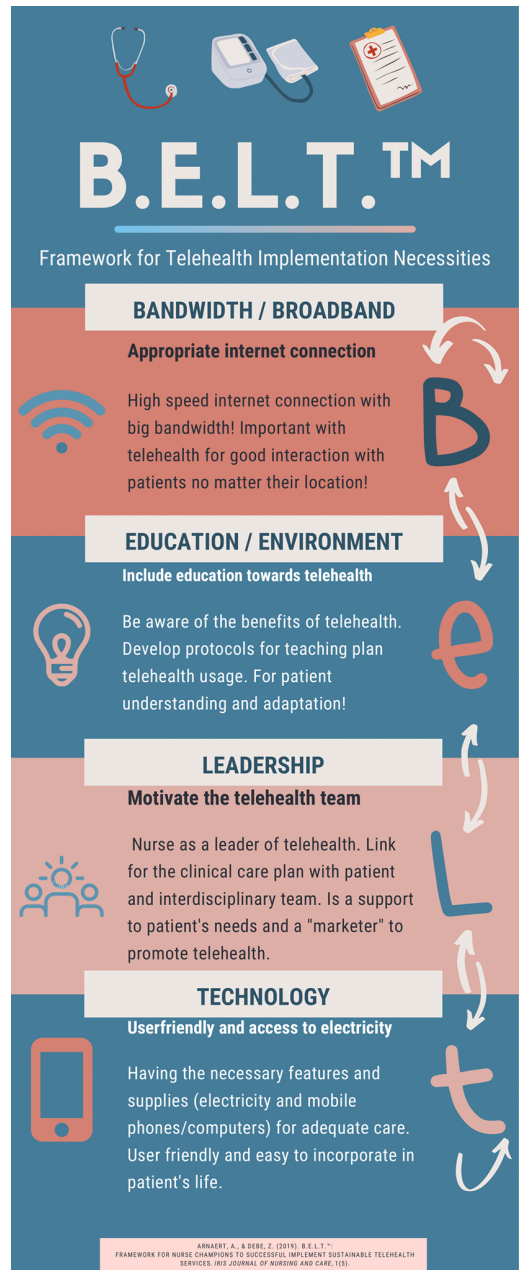 B.E.L.T.™
Framework for Telehealth Implementation Necessities
BANDWIDTH / BROADBAND
Appropriate internet connection
High speed internet connection with
big bandwidth! Important with
telehealth for good interaction with
patients no matter their location!
B
EDUCATION / ENVIRONMENT
Include education towards telehealth
Be aware of the benefits of telehealth.
Develop protocols for teaching plan
telehealth usage. For patient
understanding and adaptation!
e
LEADERSHIP
Motivate the telehealth team
Nurse as a leader of telehealth. Link
for the clinical care plan with patient
and interdisciplinary team. Is a support
to patient's needs and a "marketer" to
promote telehealth.
L
TECHNOLOGY
Userfriendly and access to electricity
Having the necessary features and
supplies (electricity and mobile
phones/computers) for adequate care.
User friendly and easy to incorporate in
patient's life.
t
ARNAERT, A., & DEBE, Z. (2019). B.E.L.T.™:
FRAMEWORK FOR NURSE CHAMPIONS TO SUCCESSFUL IMPLEMENT SUSTAINABLE TELEHEALTH
SERVICES. IRIS JOURNAL OF NURSING AND CARE, 1(5).